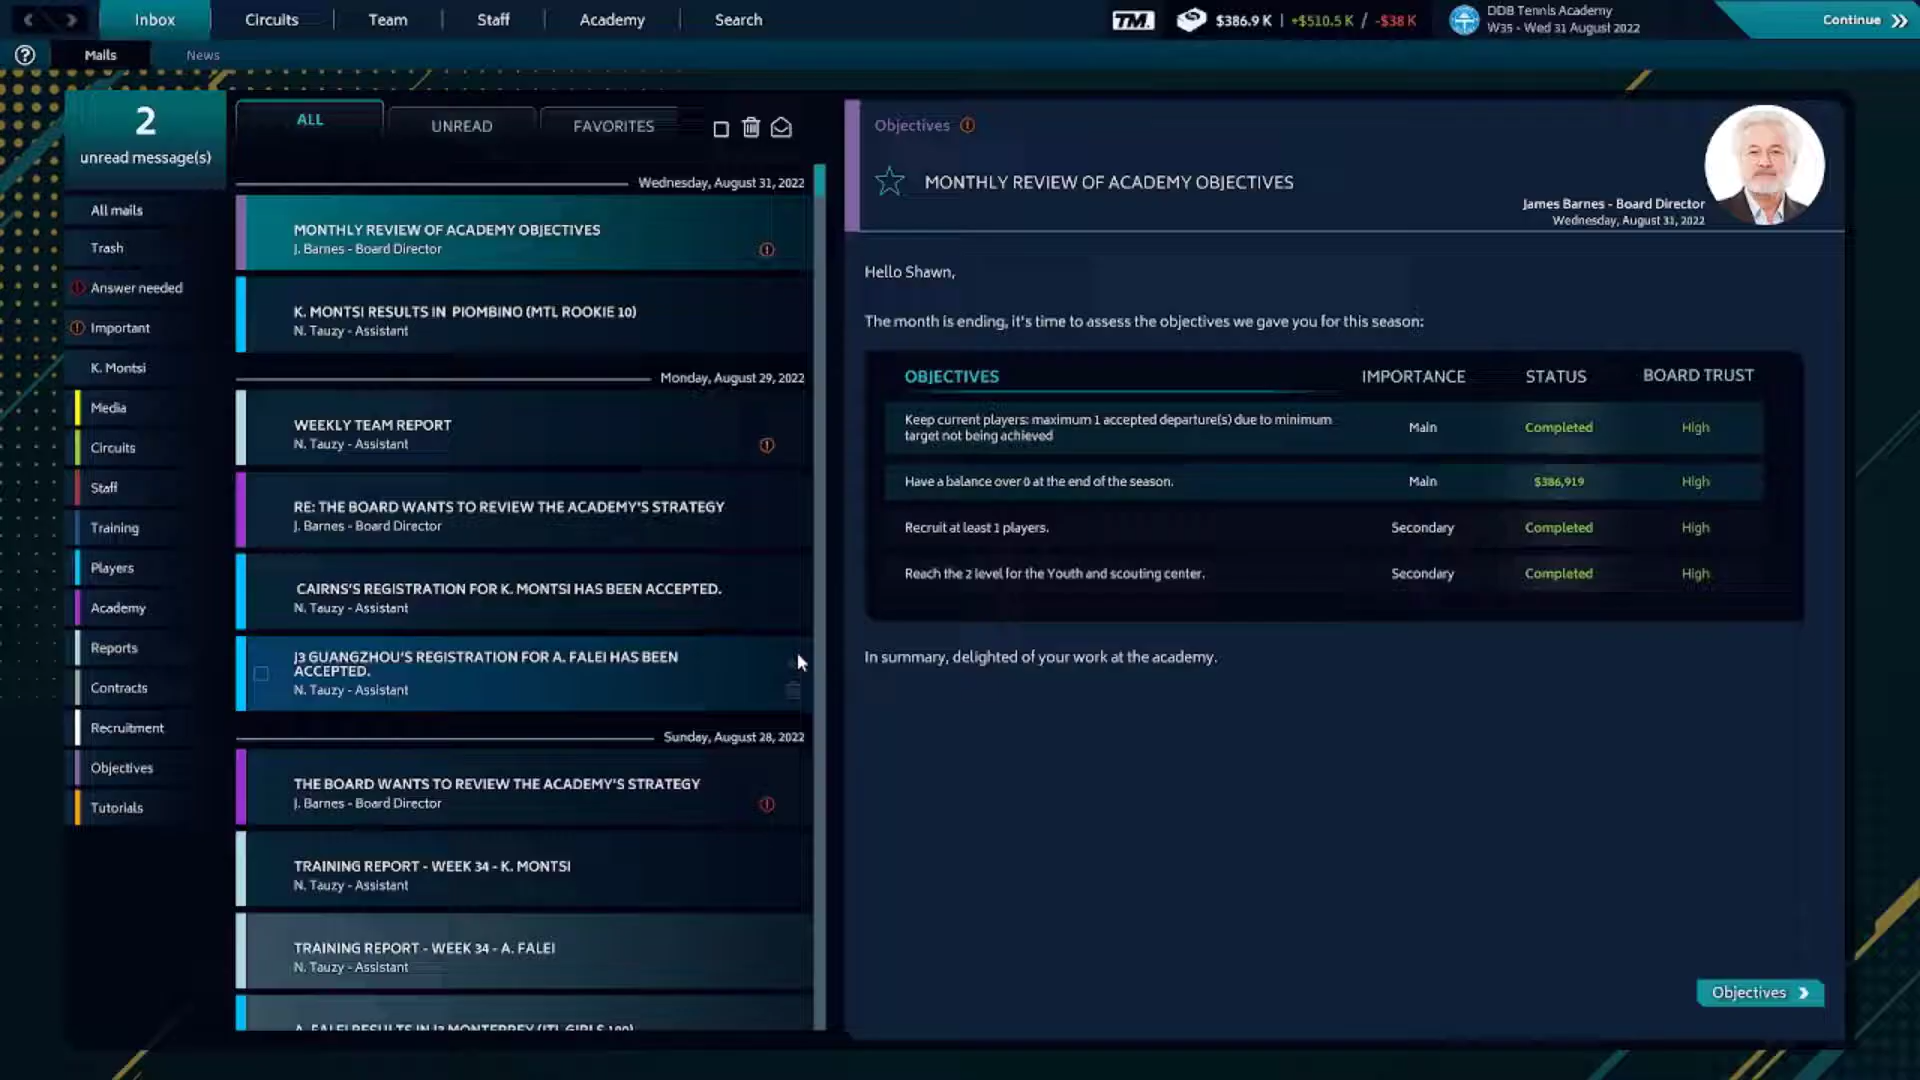 Inbox
Circuits
Team
Staff
Academy
Search
TM.
$386.9 K | +$510.5 K / -$38 K
DDB Tennis Academy
W35 - Wed 31 August 2022
Continue
Mails
News
2
unread message(s)
All mails
Trash
Answer needed
Important
K. Montsi
Media
Circuits
Staff
Training
Players
Academy
Reports
Contracts
Recruitment
Objectives
Tutorials
ALL
UNREAD
FAVORITES
Wednesday, August 31, 2022
MONTHLY REVIEW OF ACADEMY OBJECTIVES
J. Barnes - Board Director
K. MONTSI RESULTS IN PIOMBINO (MTL ROOKIE 10)
N. Tauzy - Assistant
Monday, August 29, 2022
WEEKLY TEAM REPORT
N. Tauzy - Assistant
RE: THE BOARD WANTS TO REVIEW THE ACADEMY'S STRATEGY
J. Barnes - Board Director
CAIRNS'S REGISTRATION FOR K. MONTSI HAS BEEN ACCEPTED.
N. Tauzy - Assistant
J3 GUANGZHOU'S REGISTRATION FOR A. FALEI HAS BEEN
ACCEPTED.
N. Tauzy - Assistant
Sunday, August 28, 2022
THE BOARD WANTS TO REVIEW THE ACADEMY'S STRATEGY
J. Barnes - Board Director
TRAINING REPORT - WEEK 34 - K. MONTSI
N. Tauzy - Assistant
TRAINING REPORT - WEEK 34 - A. FALEI
N. Tauzy - Assistant
A. FALEI RESULTS IN J3 MONTERREY (ITL GIRLS 100)
Objectives
MONTHLY REVIEW OF ACADEMY OBJECTIVES
James Barnes - Board Director
Wednesday, August 31, 2022
Hello Shawn,
The month is ending, it's time to assess the objectives we gave you for this season:
OBJECTIVES IMPORTANCE STATUS BOARD TRUST
Keep current players: maximum 1 accepted departure(s) due to minimum
target not being achieved
Main Completed High
Have a balance over 0 at the end of the season. Main $386,919 High
Recruit at least 1 players. Secondary Completed High
Reach the 2 level for the Youth and scouting center. Secondary Completed High
In summary, delighted of your work at the academy.
Objectives